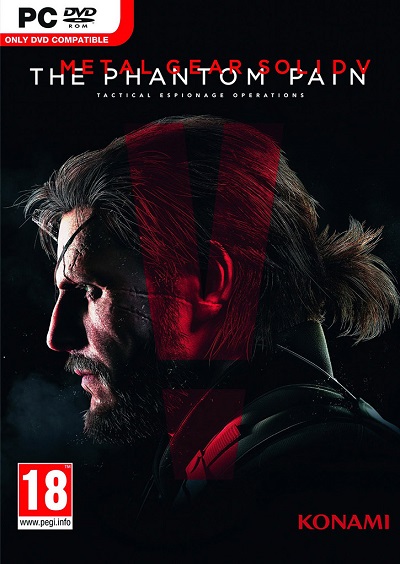 PC DVD
ROM
ONLY DVD COMPATIBLE
METAL GEAR SOLID V
THE PHANTOM PAIN
TACTICAL ESPIONAGE OPERATIONS
18
TM
www.pegi.info
KONAMI